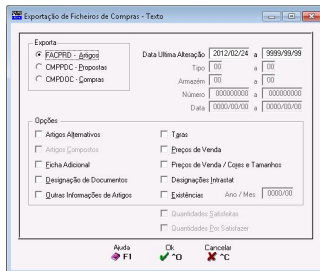 Exportação de Ficheiros de Compras - Texto
Exporta
FACPRD - Artigos
CMPPDC - Propostas
CMPDOC - Compras
Data Ultima Alteração 2012/02/24 a 9999/99/99
Tipo 00 a 00
Armazém 00 a 00
Número 000000000 a 000000000
Data 0000/00/00 a 0000/00/00
Opções
Artigos Alternativos
Artigos Compostos
Ficha Adicional
Designação de Documentos
Outras Informações de Artigos
Taras
Preços de Venda
Preços de Venda / Cores e Tamanhos
Designações Intrastat
Existências Ano / Mes 0000/00
Quantidades Satisfeitas
Quantidades Por Satisfazer
Ajuda Ok Cancelar
F1 ^O ^C